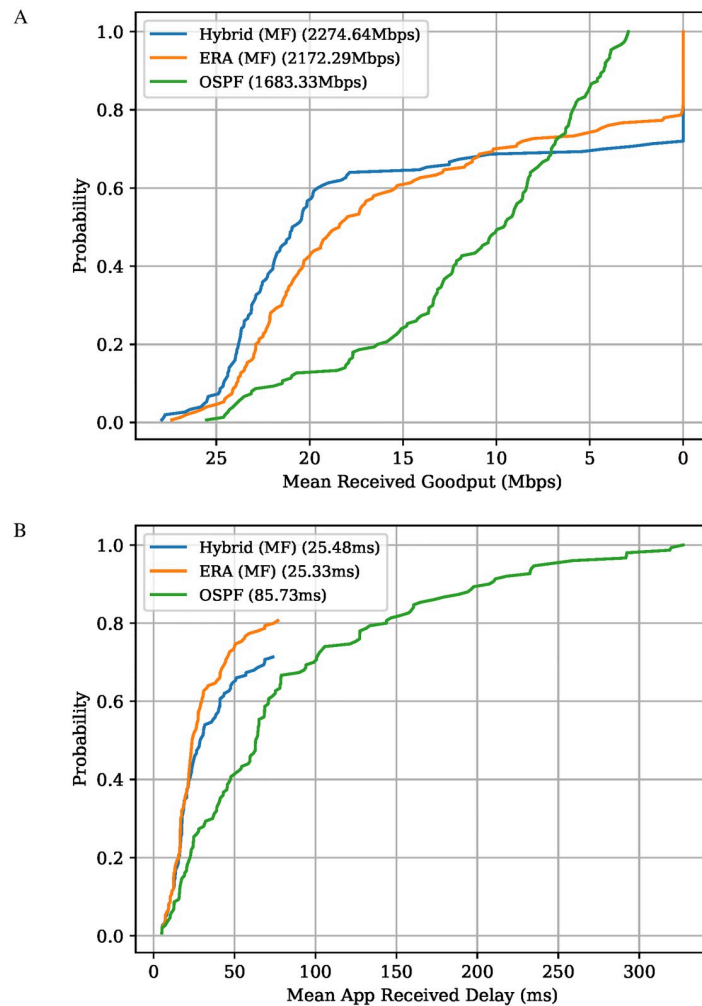 A
Hybrid (MF) (2274.64Mbps)
ERA (MF) (2172.29Mbps)
OSPF (1683.33Mbps)
1.0
0.8
0.6
0.4
0.2
0.0
Probability
25 20 15 10 5 0
Mean Received Goodput (Mbps)
B
Hybrid (MF) (25.48ms)
ERA (MF) (25.33ms)
OSPF (85.73ms)
1.0
0.8
0.6
0.4
0.2
0.0
Probability
0 50 100 150 200 250 300
Mean App Received Delay (ms)